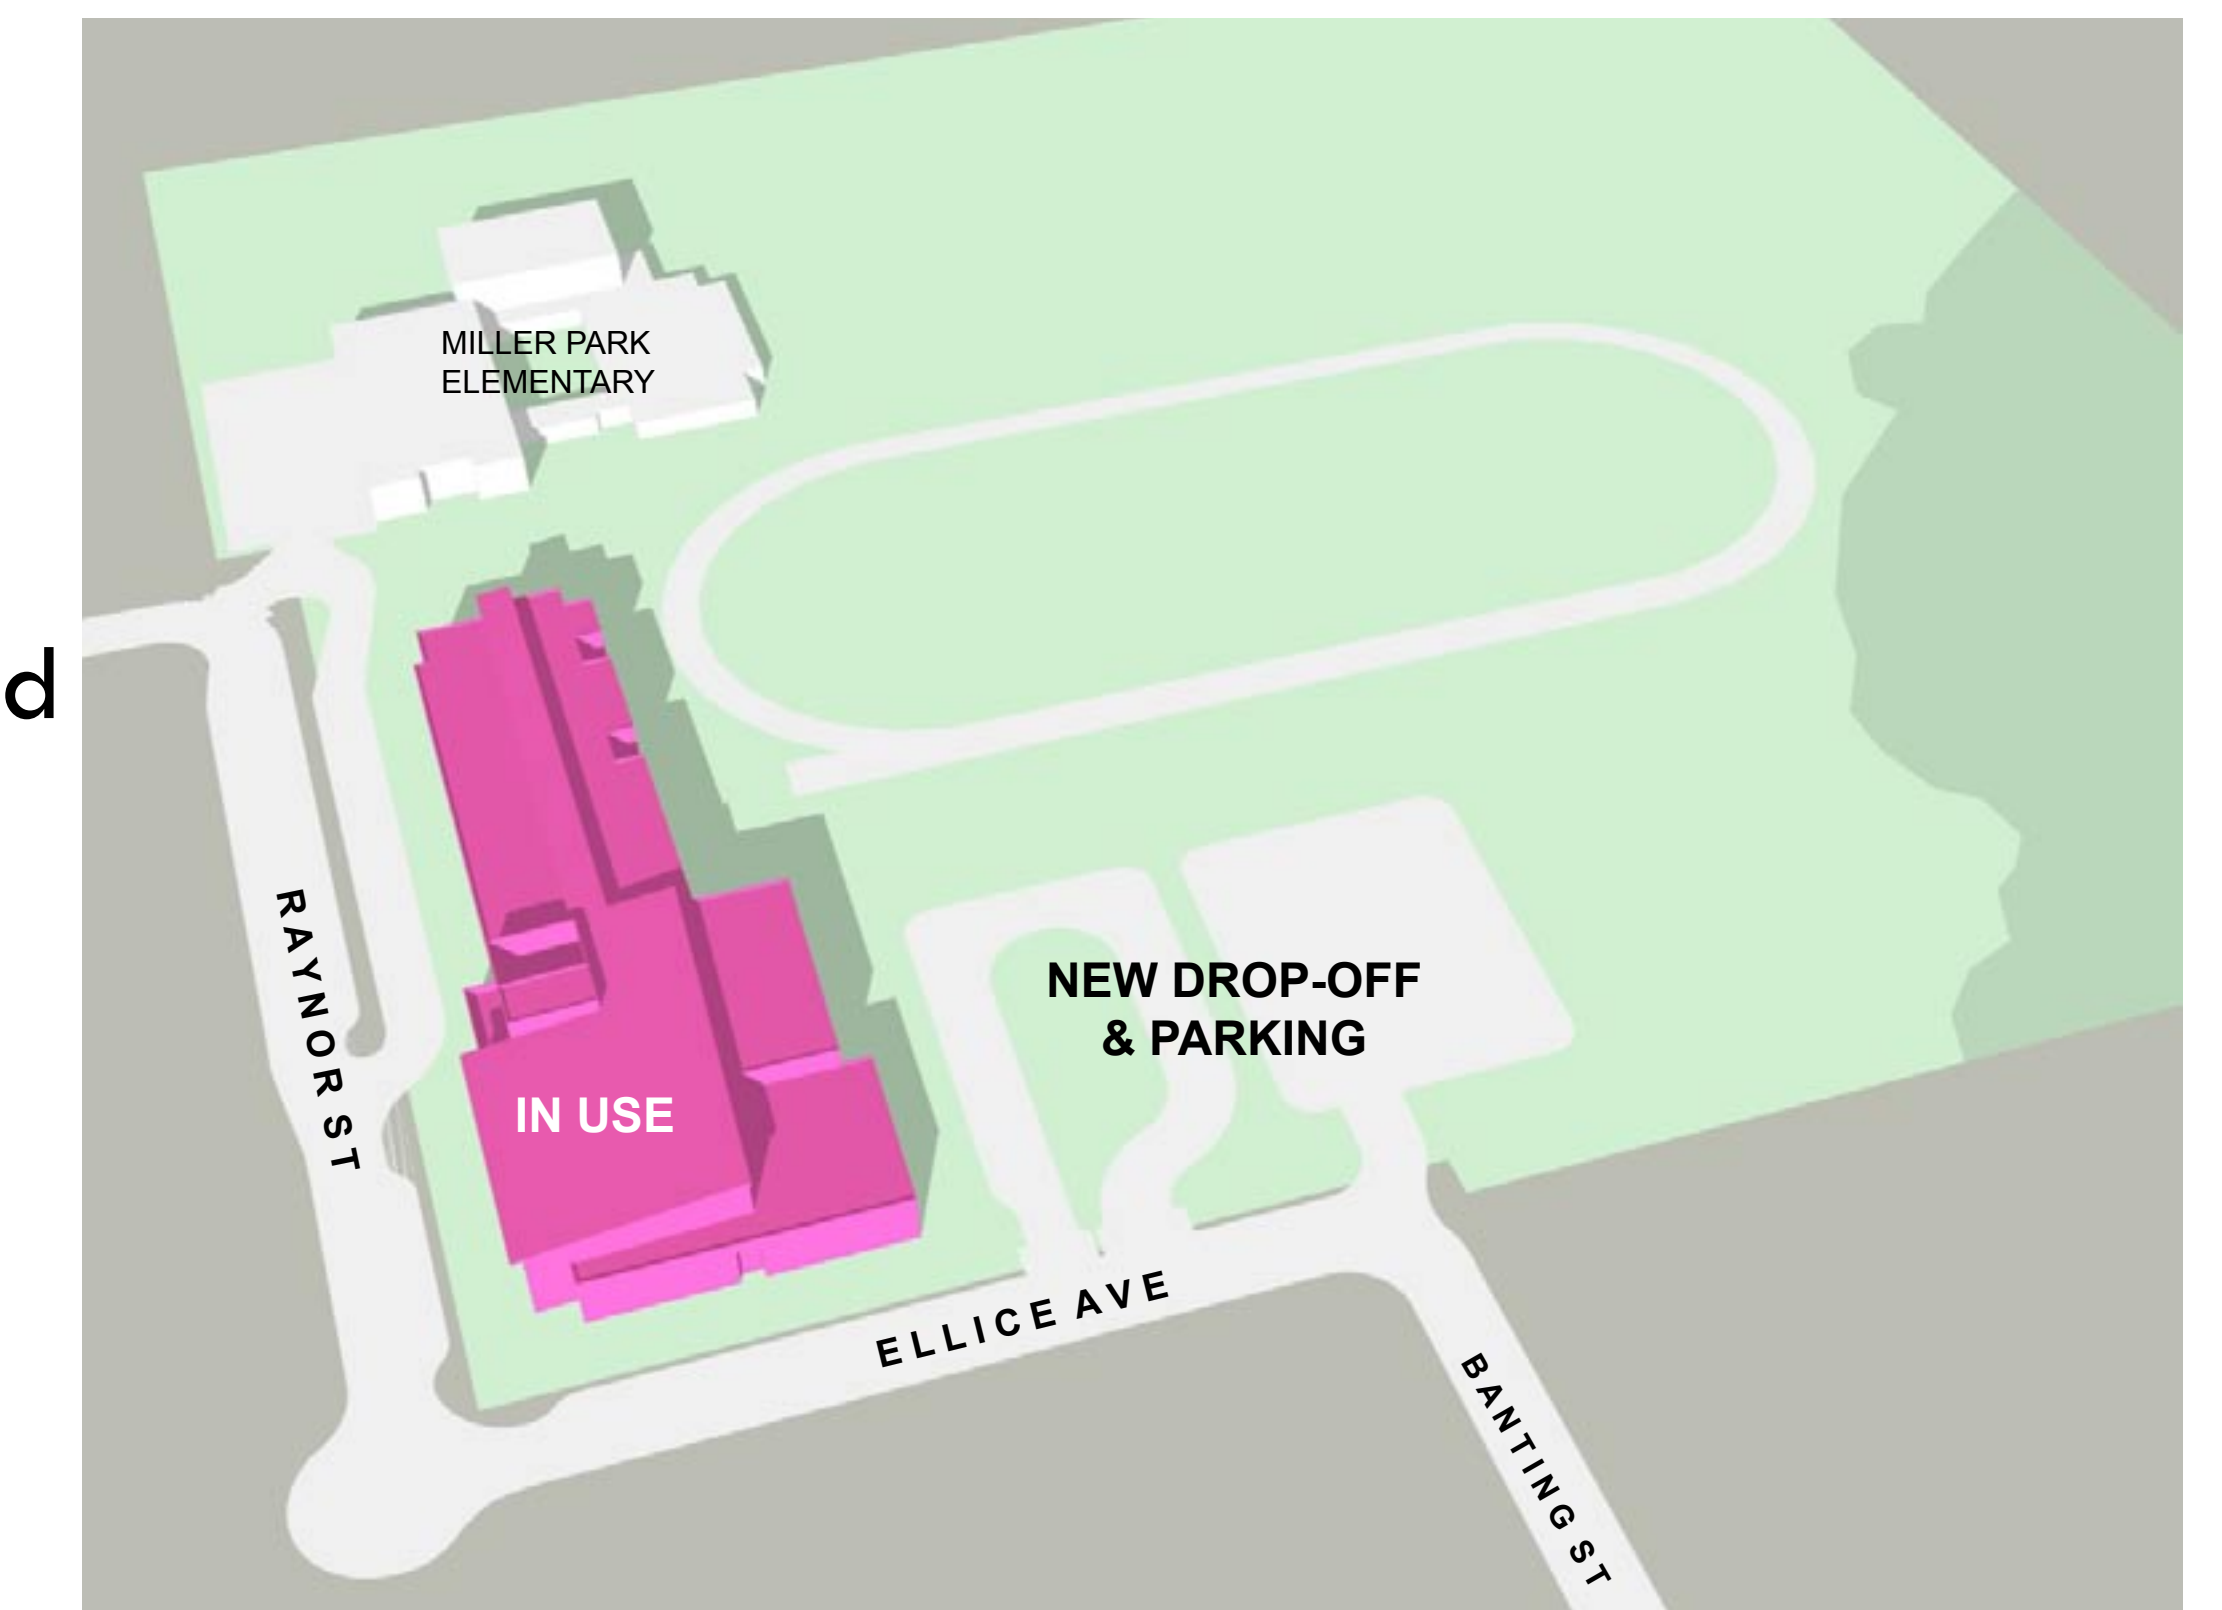 MILLER PARK
ELEMENTARY
d
RAYNOR ST
NEW DROP-OFF
& PARKING
IN USE
ELLICE AVE
BANTING ST